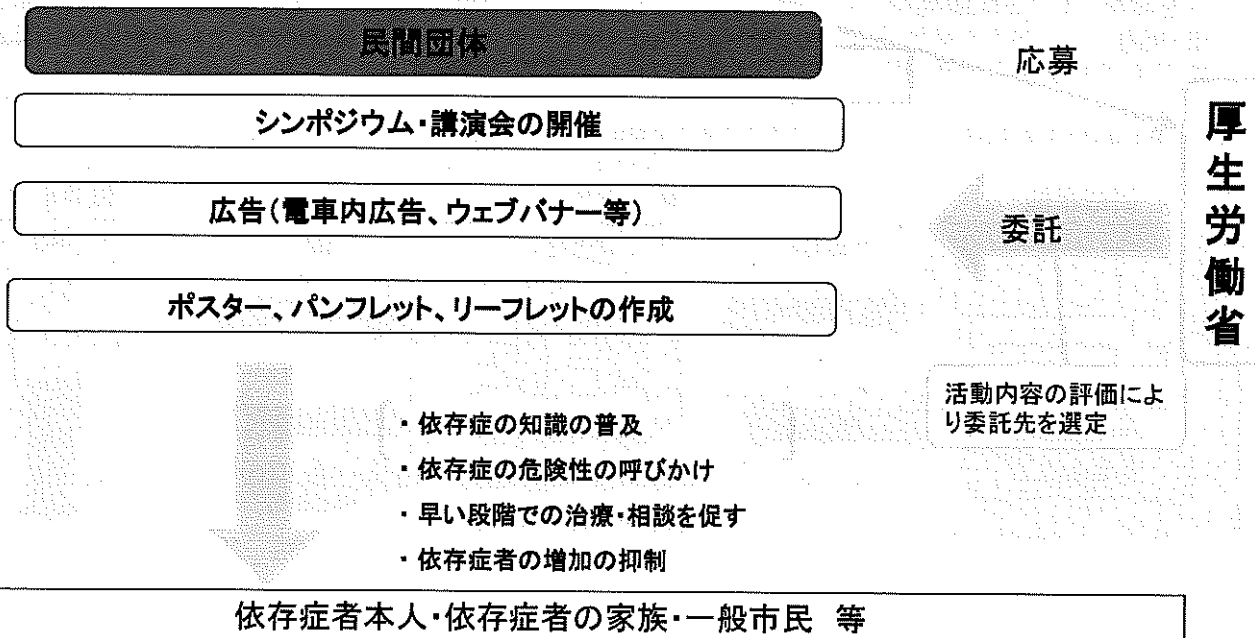 民間団体
応募
シンポジウム・講演会の開催
厚生労働省
広告(電車内広告、ウェブバナー等)
委託
ポスター、パンフレット、リーフレットの作成
活動内容の評価によ
り委託先を選定
・依存症の知識の普及
・依存症の危険性の呼びかけ
・早い段階での治療・相談を促す
・依存症者の増加の抑制
依存症者本人・依存症者の家族・一般市民 等